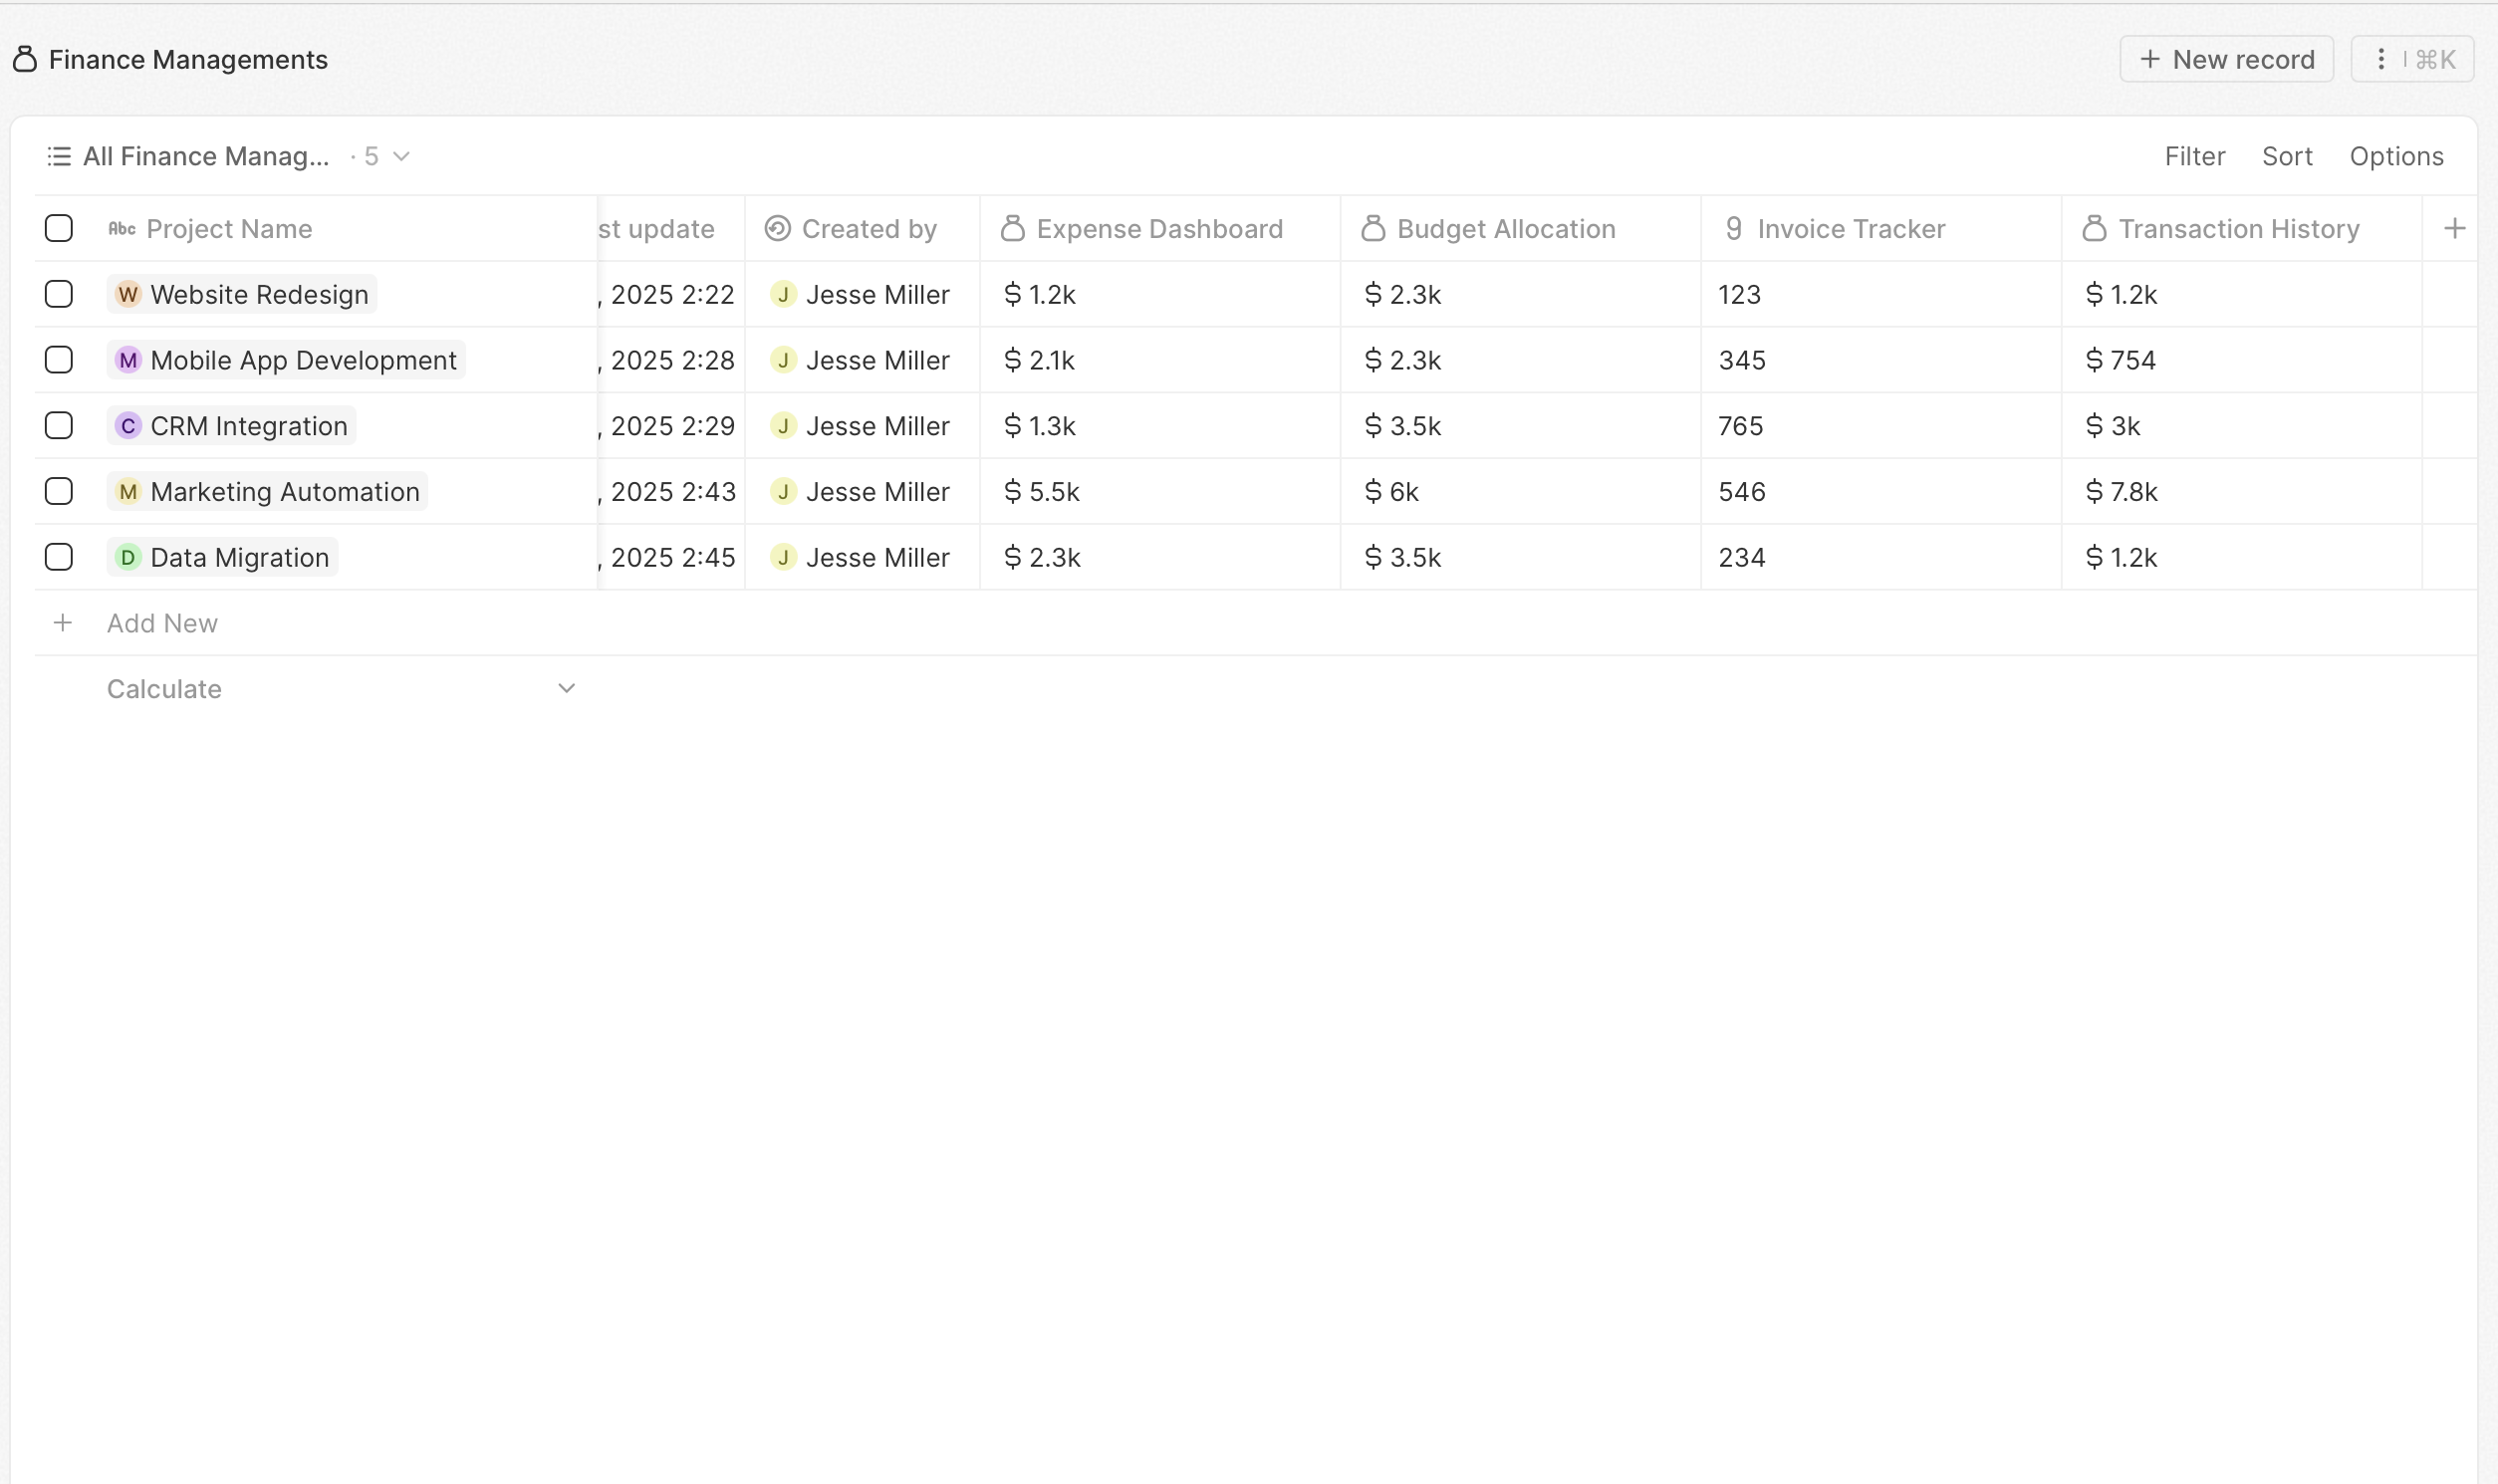 Finance Managements
New record
⌘K
All Finance Manag... · 5
Filter Sort Options
Abc Project Name st update Created by Expense Dashboard Budget Allocation 9 Invoice Tracker Transaction History
W Website Redesign , 2025 2:22 J Jesse Miller $ 1.2k $ 2.3k 123 $ 1.2k
M Mobile App Development , 2025 2:28 J Jesse Miller $ 2.1k $ 2.3k 345 $ 754
C CRM Integration , 2025 2:29 J Jesse Miller $ 1.3k $ 3.5k 765 $ 3k
M Marketing Automation , 2025 2:43 J Jesse Miller $ 5.5k $ 6k 546 $ 7.8k
D Data Migration , 2025 2:45 J Jesse Miller $ 2.3k $ 3.5k 234 $ 1.2k
Add New
Calculate